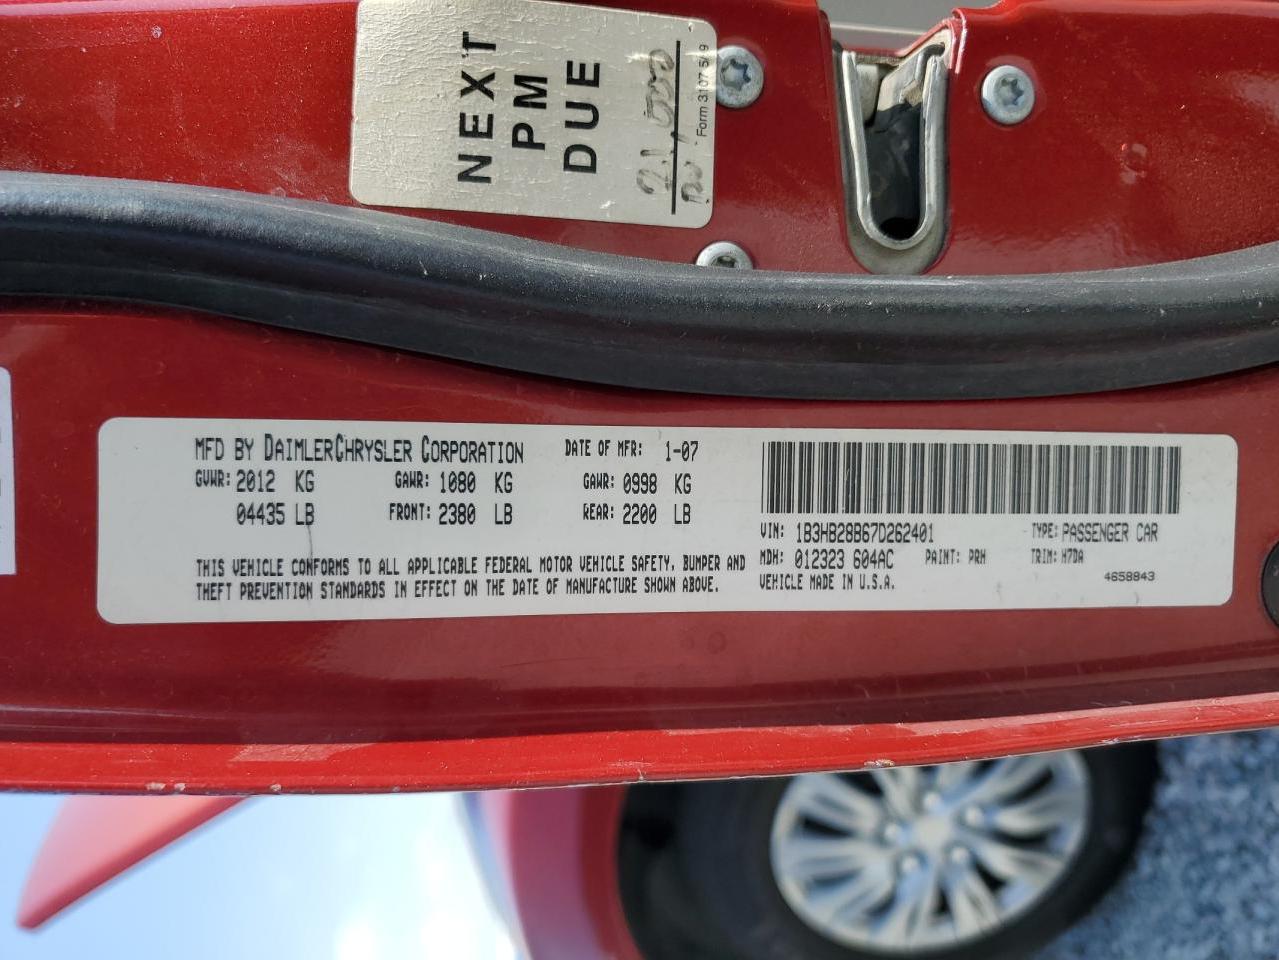 NEXT
PM
DUE
Form 3107 5/19
MFD BY DAIMLERCHRYSLER CORPORATION DATE OF MFR: 1-07
GVWR: 2012 KG GAWR: 1080 KG GAWR: 0998 KG
04435 LB FRONT: 2380 LB REAR: 2200 LB
THIS VEHICLE CONFORMS TO ALL APPLICABLE FEDERAL MOTOR VEHICLE SAFETY, BUMPER AND
THEFT PREVENTION STANDARDS IN EFFECT ON THE DATE OF MANUFACTURE SHOWN ABOVE.
VIN: 1B3HB28B67D262401 TYPE: PASSENGER CAR
MDH: 012323 604AC PAINT: PRH TRIM: H7DA
VEHICLE MADE IN U.S.A. 4658843